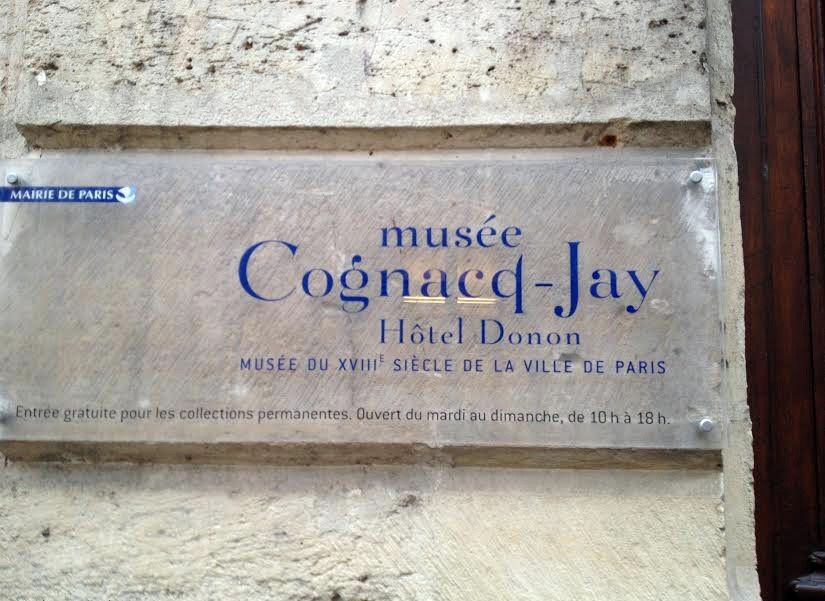 MAIRIE DE PARIS
musée
Cognacq-Jay
Hôtel Donon
MUSÉE DU XVIIIE SIÈCLE DE LA VILLE DE PARIS
Entrée gratuite pour les collections permanentes. Ouvert du mardi au dimanche, de 10 h à 18 h.